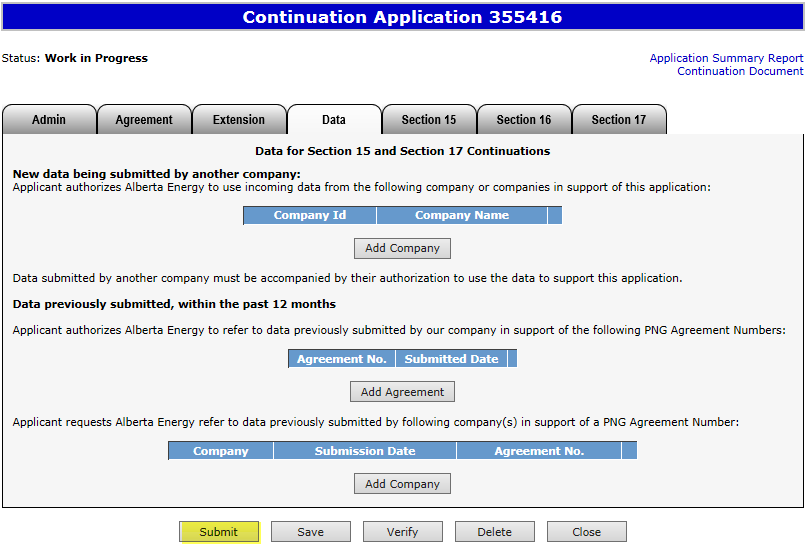 Continuation Application 355416
Status: Work in Progress
Application Summary Report
Continuation Document
Admin Agreement Extension Data Section 15 Section 16 Section 17
Data for Section 15 and Section 17 Continuations
New data being submitted by another company:
Applicant authorizes Alberta Energy to use incoming data from the following company or companies in support of this application:
Company Id Company Name
Add Company
Data submitted by another company must be accompanied by their authorization to use the data to support this application.
Data previously submitted, within the past 12 months
Applicant authorizes Alberta Energy to refer to data previously submitted by our company in support of the following PNG Agreement Numbers:
Agreement No. Submitted Date
Add Agreement
Applicant requests Alberta Energy refer to data previously submitted by following company(s) in support of a PNG Agreement Number:
Company Submission Date Agreement No.
Add Company
Submit Save Verify Delete Close